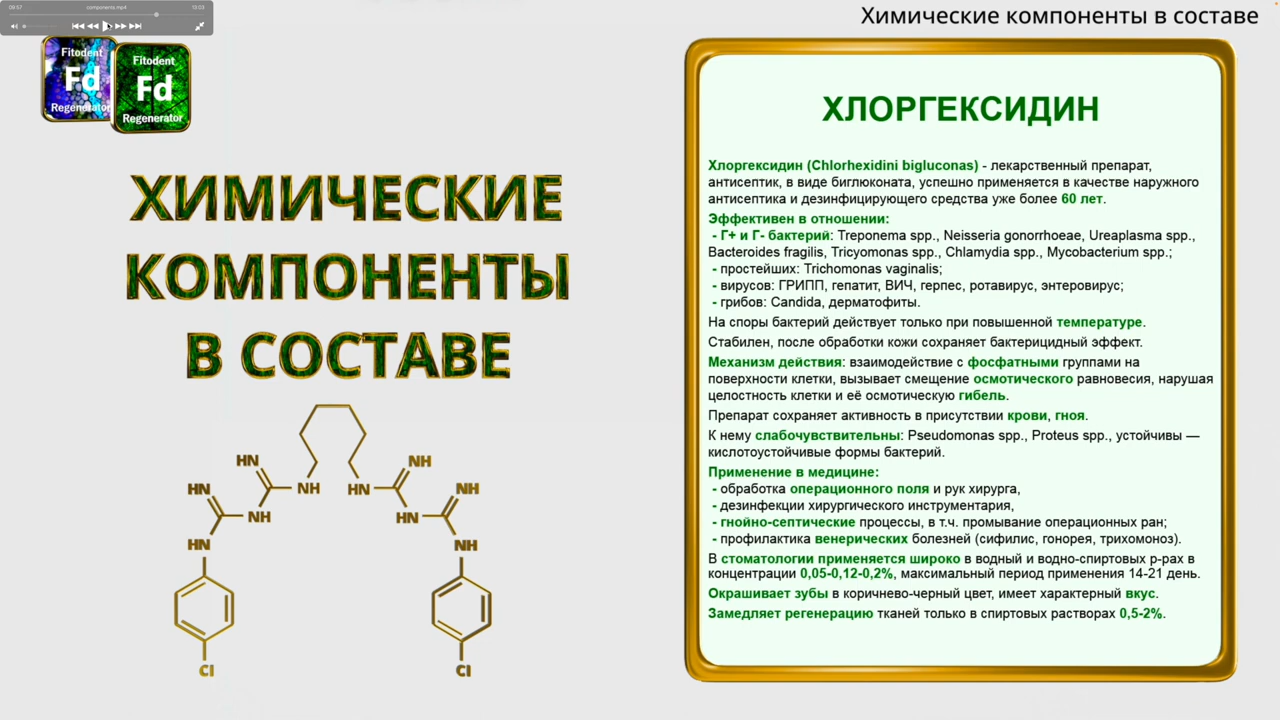 09:57 components.mp4 13:03
Химические компоненты в составе
Fitodent
Fd
Regenerator
Fitodent
Fd
Regenerator
ХИМИЧЕСКИЕ
КОМПОНЕНТЫ
В СОСТАВЕ
HN
NH
HN
NH
HN
NH
HN
NH
HN
NH
Cl
Cl
ХЛОРГЕКСИДИН
Хлоргексидин (Chlorhexidini bigluconas) - лекарственный препарат,
антисептик, в виде биглюконата, успешно применяется в качестве наружного
антисептика и дезинфицирующего средства уже более 60 лет.
Эффективен в отношении:
- Г+ и Г- бактерий: Treponema spp., Neisseria gonorrhoeae, Ureaplasma spp.,
Bacteroides fragilis, Tricyomonas spp., Chlamydia spp., Mycobacterium spp.;
- простейших: Trichomonas vaginalis;
- вирусов: ГРИПП, гепатит, ВИЧ, герпес, ротавирус, энтеровирус;
- грибов: Candida, дерматофиты.
На споры бактерий действует только при повышенной температуре.
Стабилен, после обработки кожи сохраняет бактерицидный эффект.
Механизм действия: взаимодействие с фосфатными группами на
поверхности клетки, вызывает смещение осмотического равновесия, нарушая
целостность клетки и её осмотическую гибель.
Препарат сохраняет активность в присутствии крови, гноя.
К нему слабочувствительны: Pseudomonas spp., Proteus spp., устойчивы —
кислотоустойчивые формы бактерий.
Применение в медицине:
- обработка операционного поля и рук хирурга,
- дезинфекции хирургического инструментария,
- гнойно-септические процессы, в т.ч. промывание операционных ран;
- профилактика венерических болезней (сифилис, гонорея, трихомоноз).
В стоматологии применяется широко в водный и водно-спиртовых р-рах в
концентрации 0,05-0,12-0,2%, максимальный период применения 14-21 день.
Окрашивает зубы в коричнево-черный цвет, имеет характерный вкус.
Замедляет регенерацию тканей только в спиртовых растворах 0,5-2%.